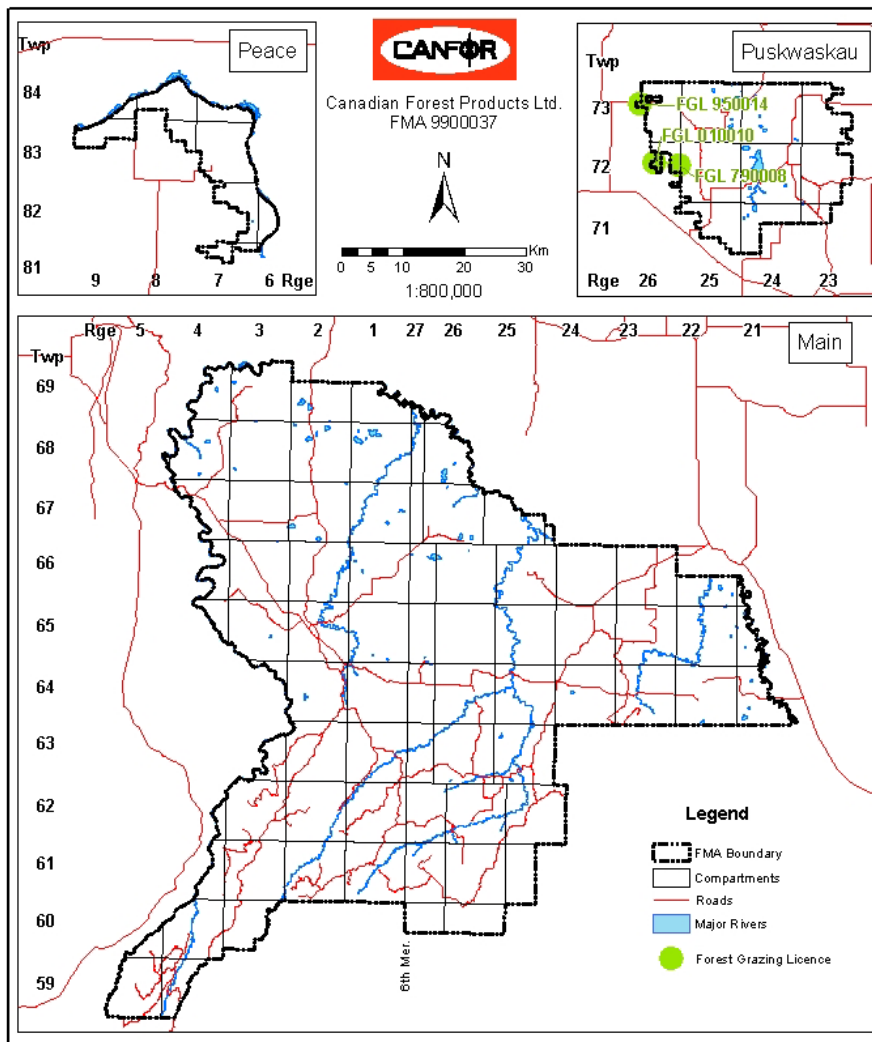 Twp
Peace
84
83
82
81
9 8 7 6 Rge
CANFOR
Canadian Forest Products Ltd.
FMA 9900037
N
Km
0 5 10 20 30
1:800,000
Twp
Puskwaskau
73
FGL 950014
FGL 010010
72
FGL 790008
71
Rge 26 25 24 23
Rge 5 4 3 2 1 27 26 25 24 23 22 21
Main
Twp
69
68
67
66
65
64
63
62
61
60
59
6th Mer.
Legend
FMA Boundary
Compartments
Roads
Major Rivers
Forest Grazing Licence